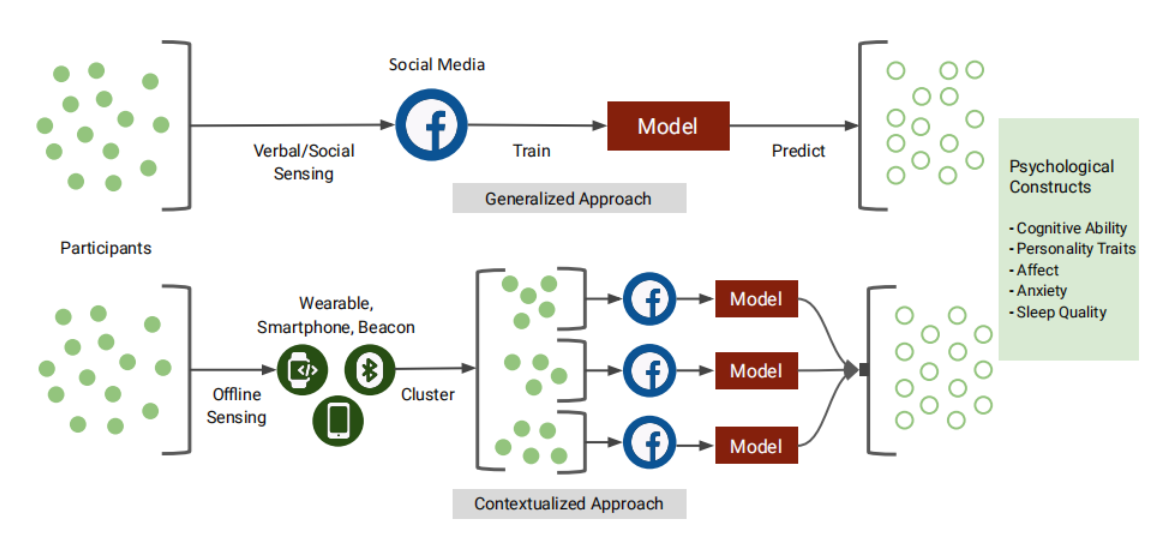 Social Media
Model
Verbal/Social
Sensing
Train
Predict
Generalized Approach
Psychological
Constructs
- Cognitive Ability
- Personality Traits
- Affect
- Anxiety
- Sleep Quality
Participants
Wearable,
Smartphone, Beacon
Offline
Sensing
Cluster
Model
Model
Model
Contextualized Approach